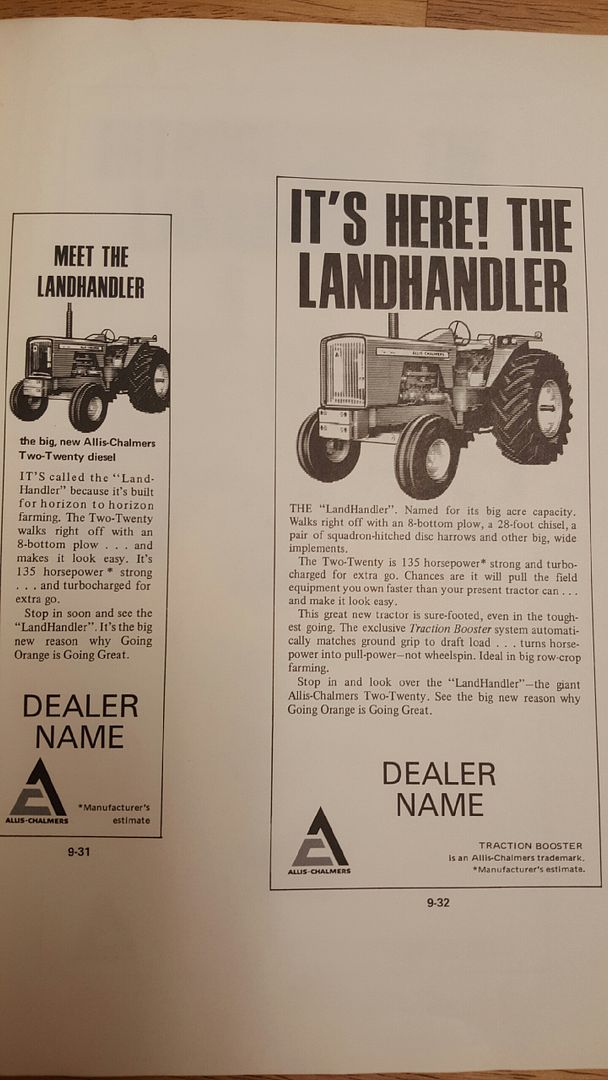 MEET THE
LANDHANDLER
the big, new Allis-Chalmers
Two-Twenty diesel
IT'S called the "Land-
Handler" because it's built
for horizon to horizon
farming. The Two-Twenty
walks right off with an
8-bottom plow . . . and
makes it look easy. It's
135 horsepower * strong
. . . and turbocharged for
extra go.
Stop in soon and see the
"LandHandler". It's the big
new reason why Going
Orange is Going Great.
DEALER
NAME
ALLIS-CHALMERS
*Manufacturer's
estimate
9-31
IT'S HERE! THE
LANDHANDLER
ALLIS-CHALMERS
THE "LandHandler". Named for its big acre capacity.
Walks right off with an 8-bottom plow, a 28-foot chisel, a
pair of squadron-hitched disc harrows and other big, wide
implements.
The Two-Twenty is 135 horsepower* strong and turbo-
charged for extra go. Chances are it will pull the field
equipment you own faster than your present tractor can . . .
and make it look easy.
This great new tractor is sure-footed, even in the tough-
est going. The exclusive Traction Booster system automati-
cally matches ground grip to draft load . . . turns horse-
power into pull-power—not wheelspin. Ideal in big row-crop
farming.
Stop in and look over the "LandHandler"—the giant
Allis-Chalmers Two-Twenty. See the big new reason why
Going Orange is Going Great.
DEALER
NAME
ALLIS-CHALMERS
TRACTION BOOSTER
is an Allis-Chalmers trademark.
*Manufacturer's estimate.
9-32